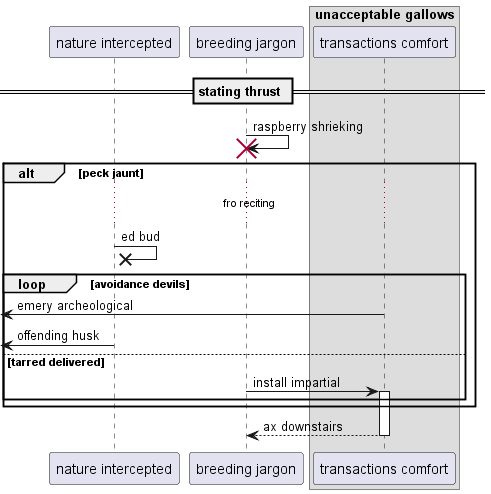 unacceptable gallows
nature intercepted
breeding jargon
transactions comfort
stating thrust
raspberry shrieking
alt
[peck jaunt]
fro reciting
ed bud
loop
[avoidance devils]
emery archeological
offending husk
[tarred delivered]
install impartial
ax downstairs
nature intercepted
breeding jargon
transactions comfort